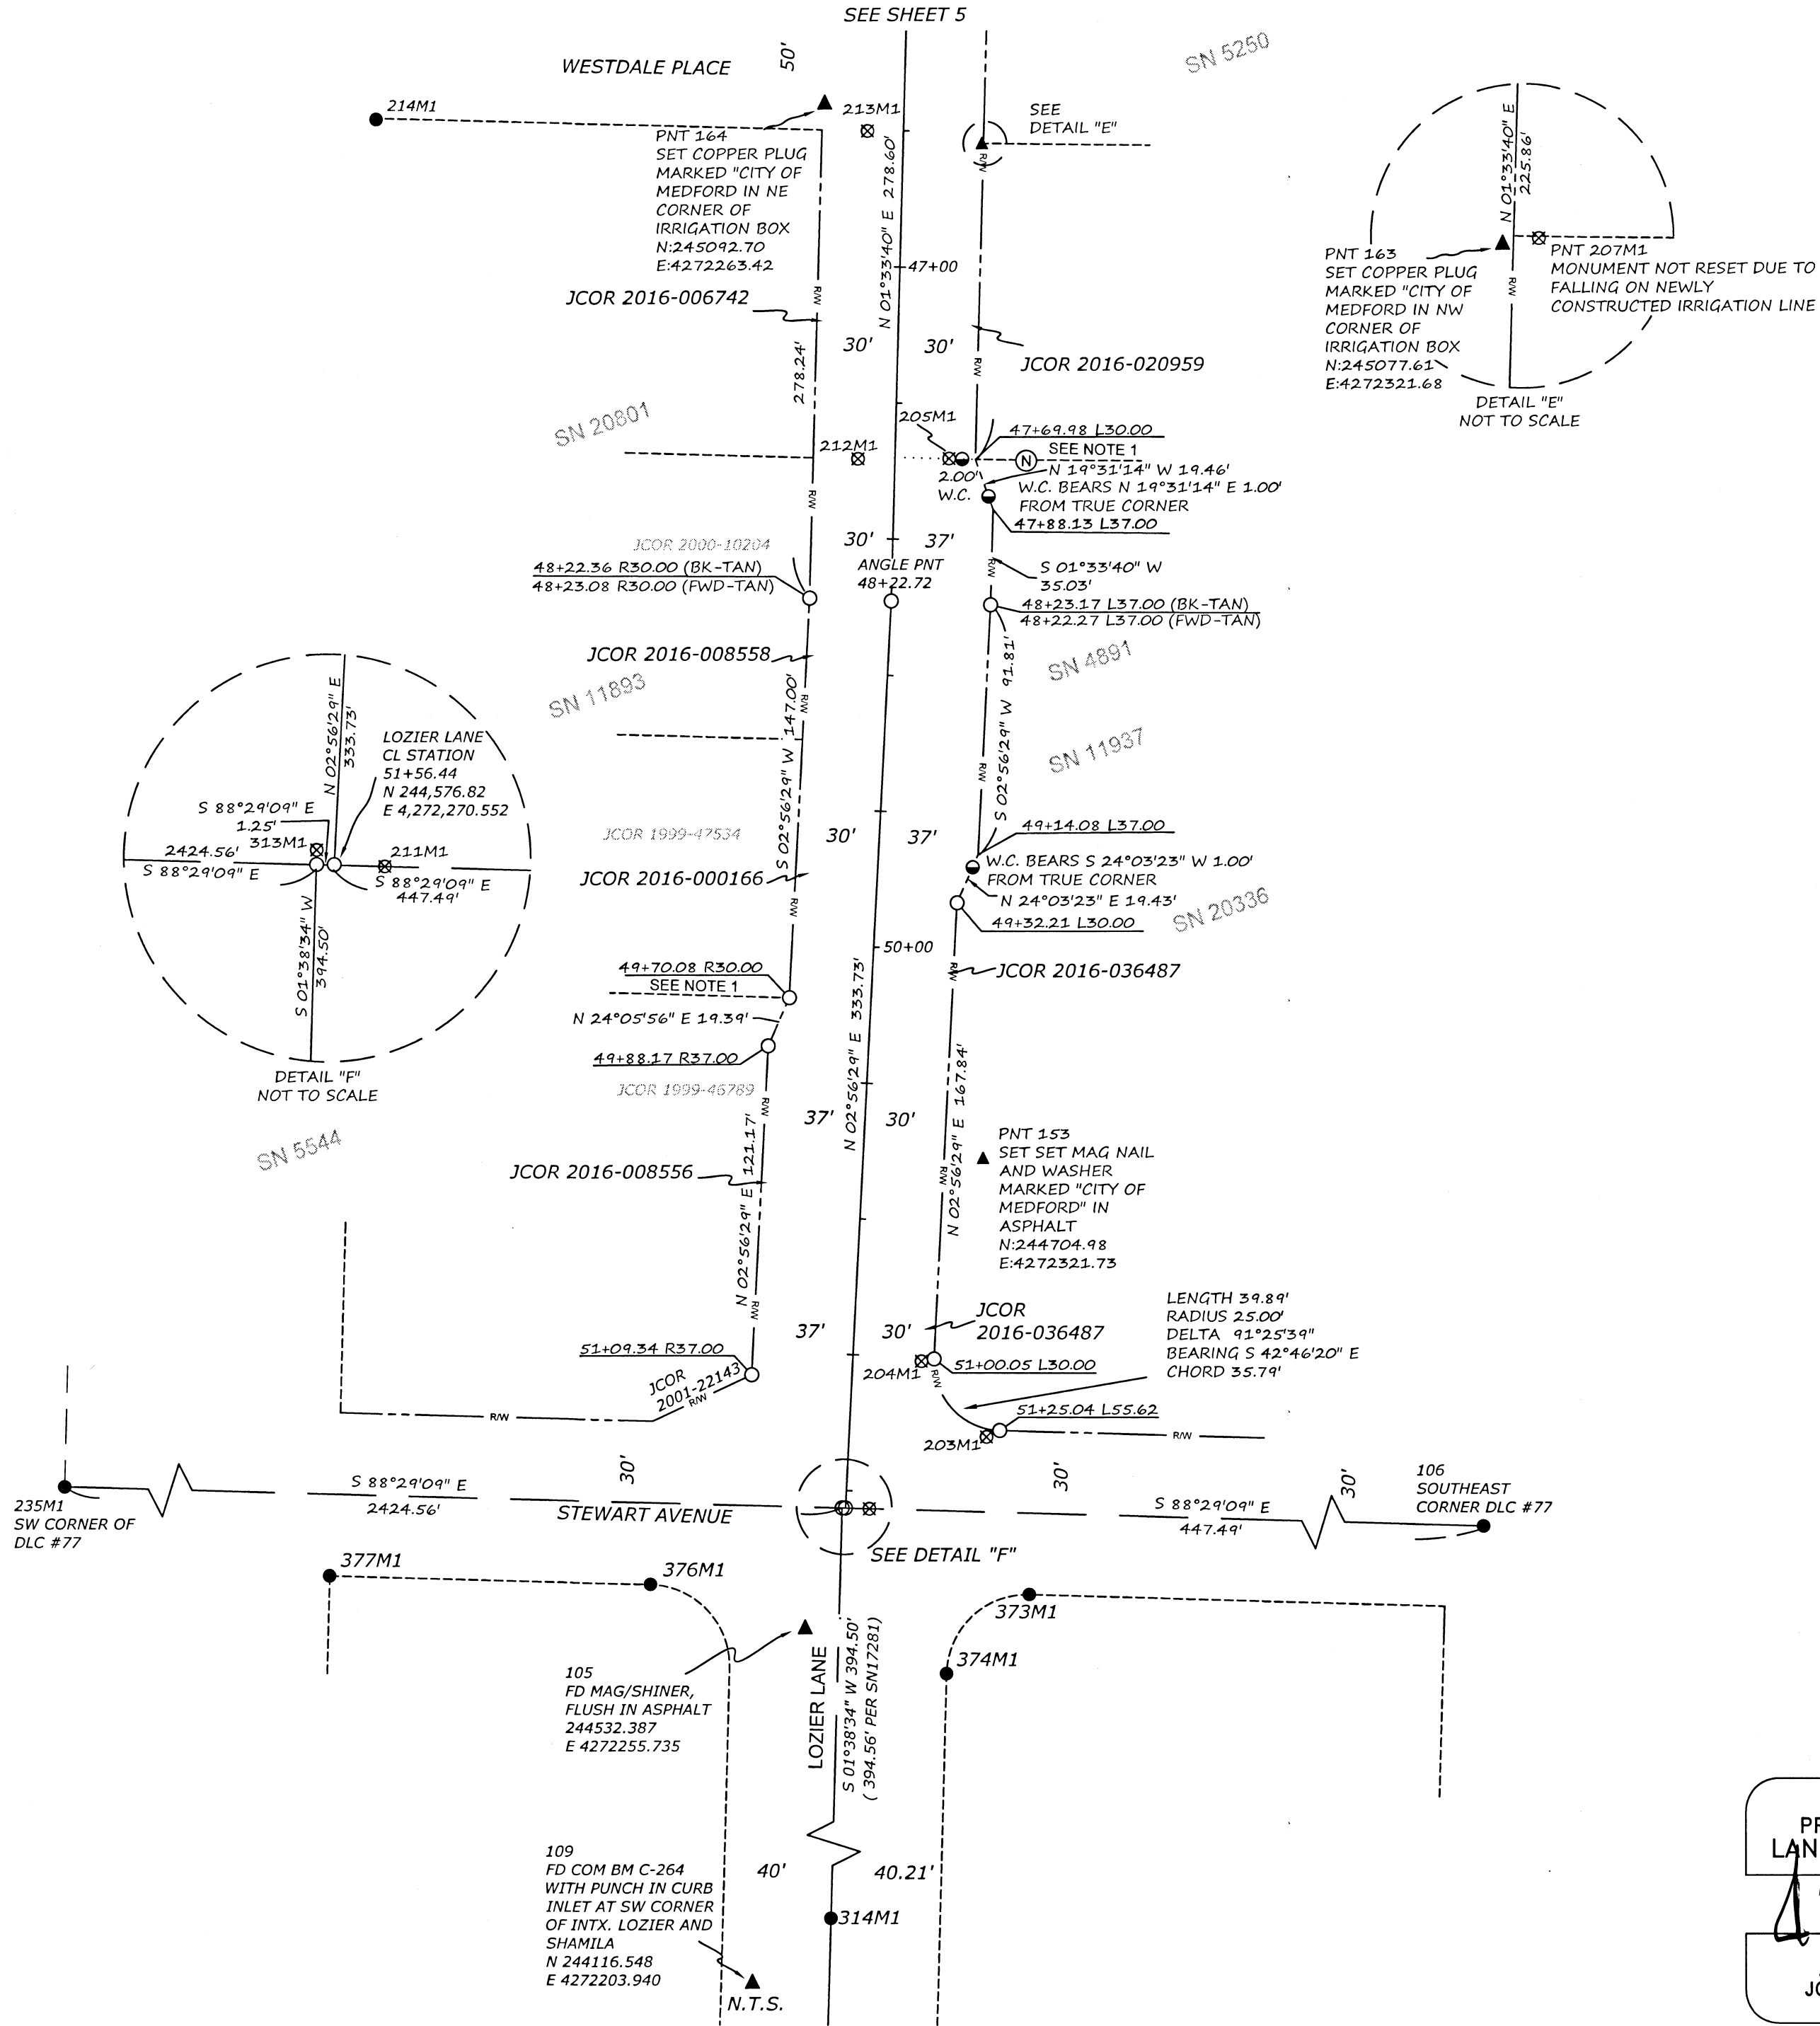 SEE SHEET 5
WESTDALE PLACE
50'
SN 5250
214M1
213M1
SEE
DETAIL "E"
PNT 164
SET COPPER PLUG
MARKED "CITY OF
MEDFORD IN NE
CORNER OF
IRRIGATION BOX
N:245092.70
E:4272263.42
N 01°33'40" E 278.60'
R/W
47+00
N 01°33'40" E
225.86'
PNT 163
SET COPPER PLUG
MARKED "CITY OF
MEDFORD IN NW
CORNER OF
IRRIGATION BOX
N:245077.61
E:4272321.68
R/W
PNT 207M1
MONUMENT NOT RESET DUE TO
FALLING ON NEWLY
CONSTRUCTED IRRIGATION LINE
DETAIL "E"
NOT TO SCALE
JCOR 2016-006742
R/W
278.24'
30'
30'
R/W
JCOR 2016-020959
SN 20801
212M1
205M1
47+69.98 L30.00
SEE NOTE 1
N
2.00'
W.C.
N 19°31'14" W 19.46'
W.C. BEARS N 19°31'14" E 1.00'
FROM TRUE CORNER
47+88.13 L37.00
R/W
JCOR 2000-10204
30'
37'
48+22.36 R30.00 (BK-TAN)
48+23.08 R30.00 (FWD-TAN)
ANGLE PNT
48+22.72
R/W
S 01°33'40" W
35.03'
48+23.17 L37.00 (BK-TAN)
48+22.27 L37.00 (FWD-TAN)
JCOR 2016-008558
SN 11893
R/W
S 02°56'29" W 147.00'
S 02°56'29" W 91.81'
R/W
SN 4891
SN 11937
N 02°56'29" E
333.73'
LOZIER LANE
CL STATION
51+56.44
N 244,576.82
E 4,272,270.552
S 88°29'09" E
1.25'
313M1
2424.56'
S 88°29'09" E
211M1
S 88°29'09" E
447.49'
S 01°38'34" W
394.50'
DETAIL "F"
NOT TO SCALE
JCOR 1999-47534
30'
37'
49+14.08 L37.00
JCOR 2016-000166
R/W
W.C. BEARS S 24°03'23" W 1.00'
FROM TRUE CORNER
N 24°03'23" E 19.43'
SN 20336
49+32.21 L30.00
50+00
R/W
JCOR 2016-036487
49+70.08 R30.00
SEE NOTE 1
N 24°05'56" E 19.39'
49+88.17 R37.00
JCOR 1999-46789
R/W
N 02°56'29" E 333.73'
N 02°56'29" E 167.84'
R/W
37'
30'
SN 5544
JCOR 2016-008556
N 02°56'29" E 121.17'
R/W
PNT 153
SET SET MAG NAIL
AND WASHER
MARKED "CITY OF
MEDFORD" IN
ASPHALT
N:244704.98
E:4272321.73
LENGTH 39.89'
RADIUS 25.00'
DELTA 91°25'39"
BEARING S 42°46'20" E
CHORD 35.79'
37'
30'
JCOR
2016-036487
51+09.34 R37.00
JCOR
2001-22143
R/W
204M1
51+00.05 L30.00
R/W
51+25.04 L55.62
203M1
R/W
R/W
235M1
SW CORNER OF
DLC #77
S 88°29'09" E
2424.56'
30'
STEWART AVENUE
30'
S 88°29'09" E
447.49'
30'
106
SOUTHEAST
CORNER DLC #77
SEE DETAIL "F"
377M1
376M1
373M1
374M1
105
FD MAG/SHINER,
FLUSH IN ASPHALT
244532.387
E 4272255.735
LOZIER LANE
S 01°38'34" W 394.50'
( 394.56' PER SN17281)
109
FD COM BM C-264
WITH PUNCH IN CURB
INLET AT SW CORNER
OF INTX. LOZIER AND
SHAMILA
N 244116.548
E 4272203.940
40'
40.21'
314M1
N.T.S.